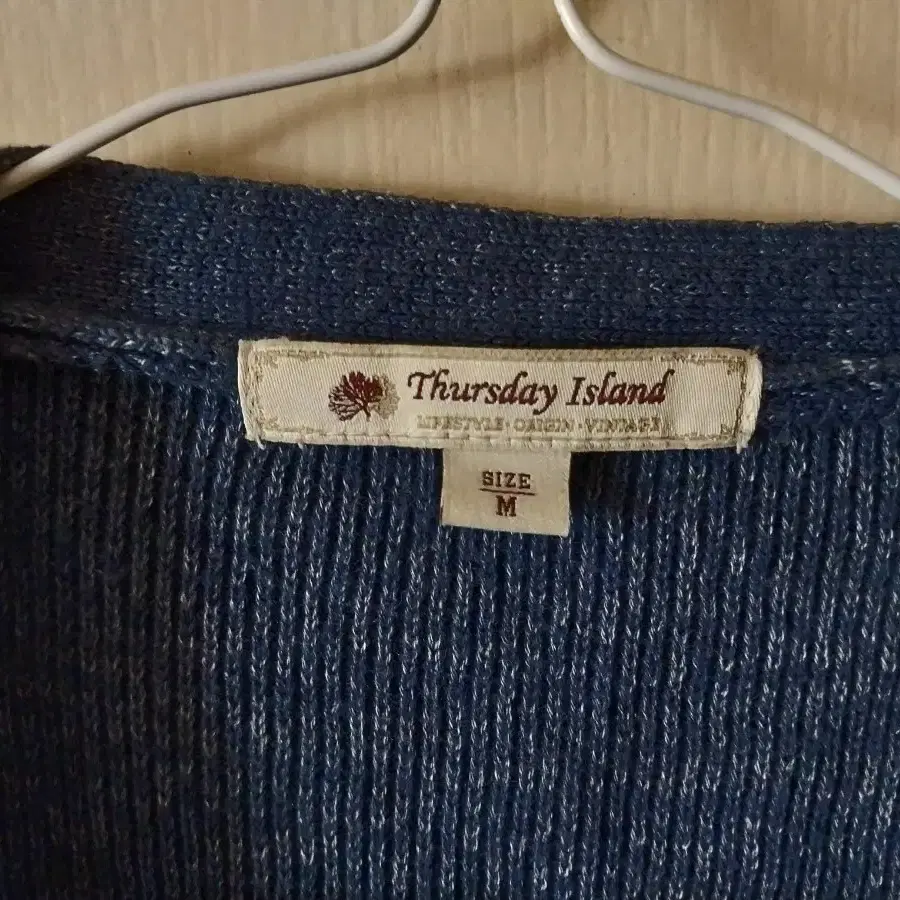 Thursday Island
LIFESTYLE·ORIGIN·VINTAGE
SIZE
M